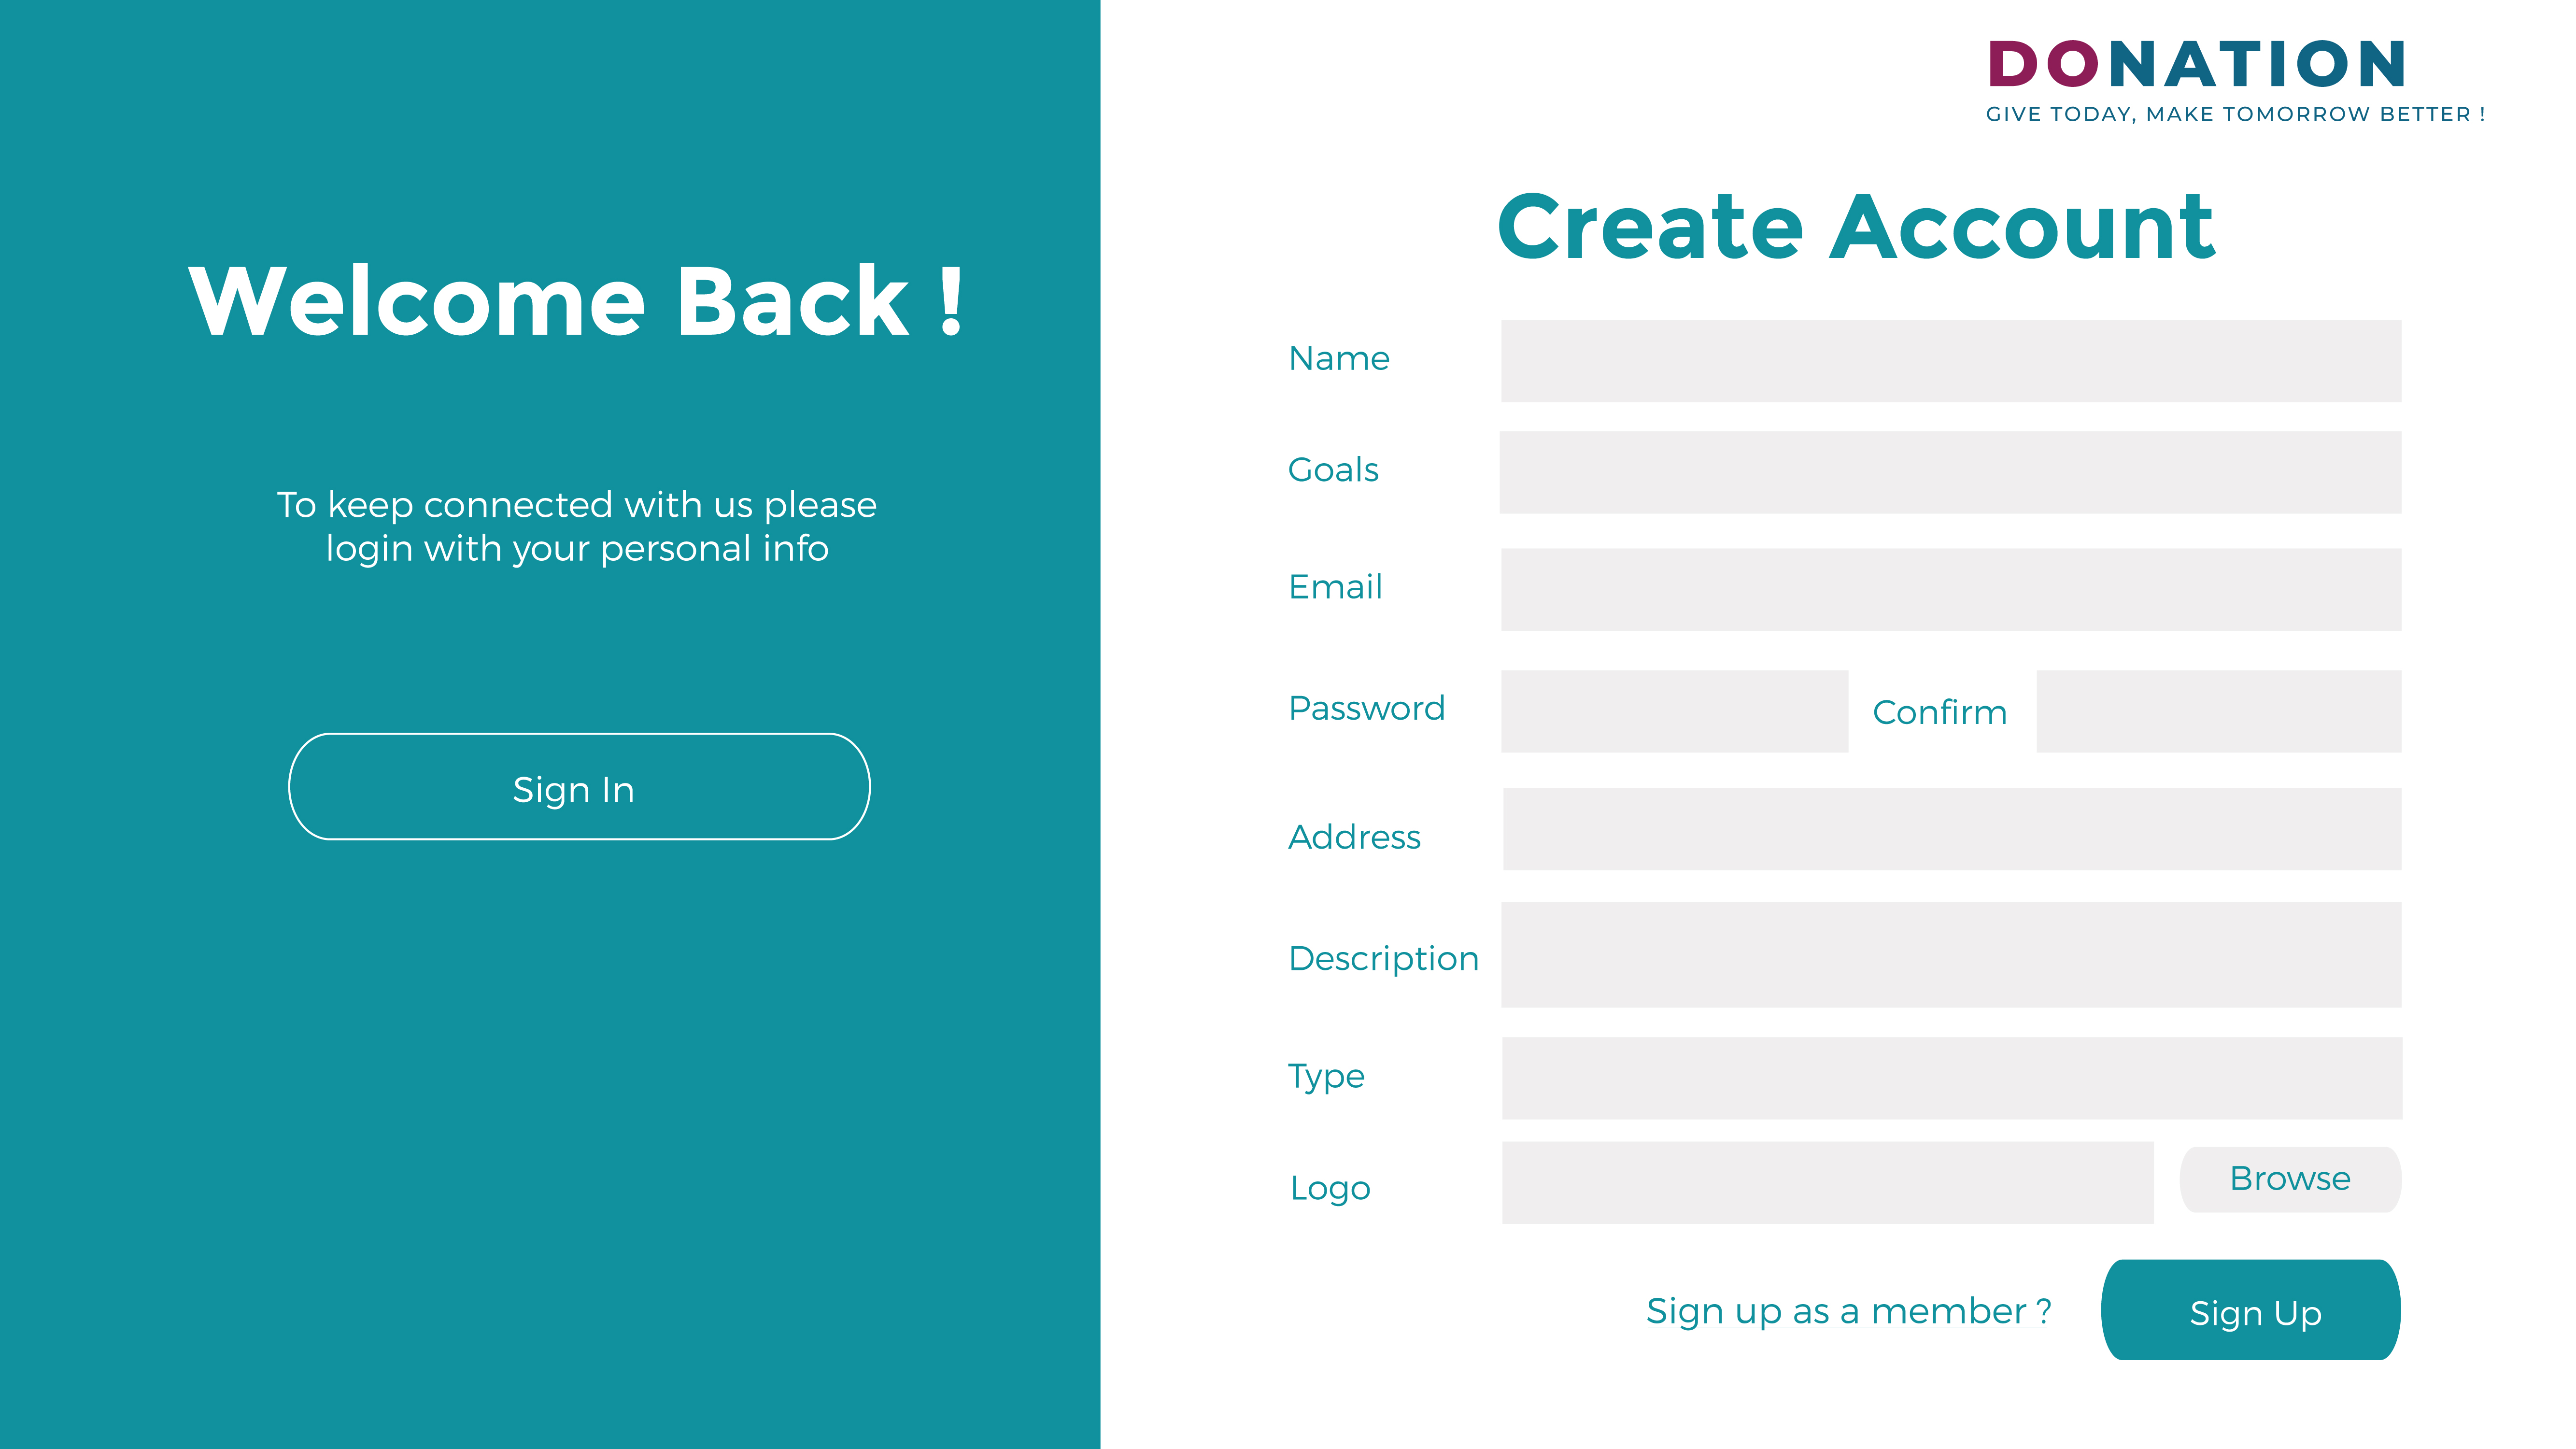 Welcome Back !
To keep connected with us please
login with your personal info
Sign In
DONATION
GIVE TODAY, MAKE TOMORROW BETTER !
Create Account
Name
Goals
Email
Password Confirm
Address
Description
Type
Logo Browse
Sign up as a member ? Sign Up